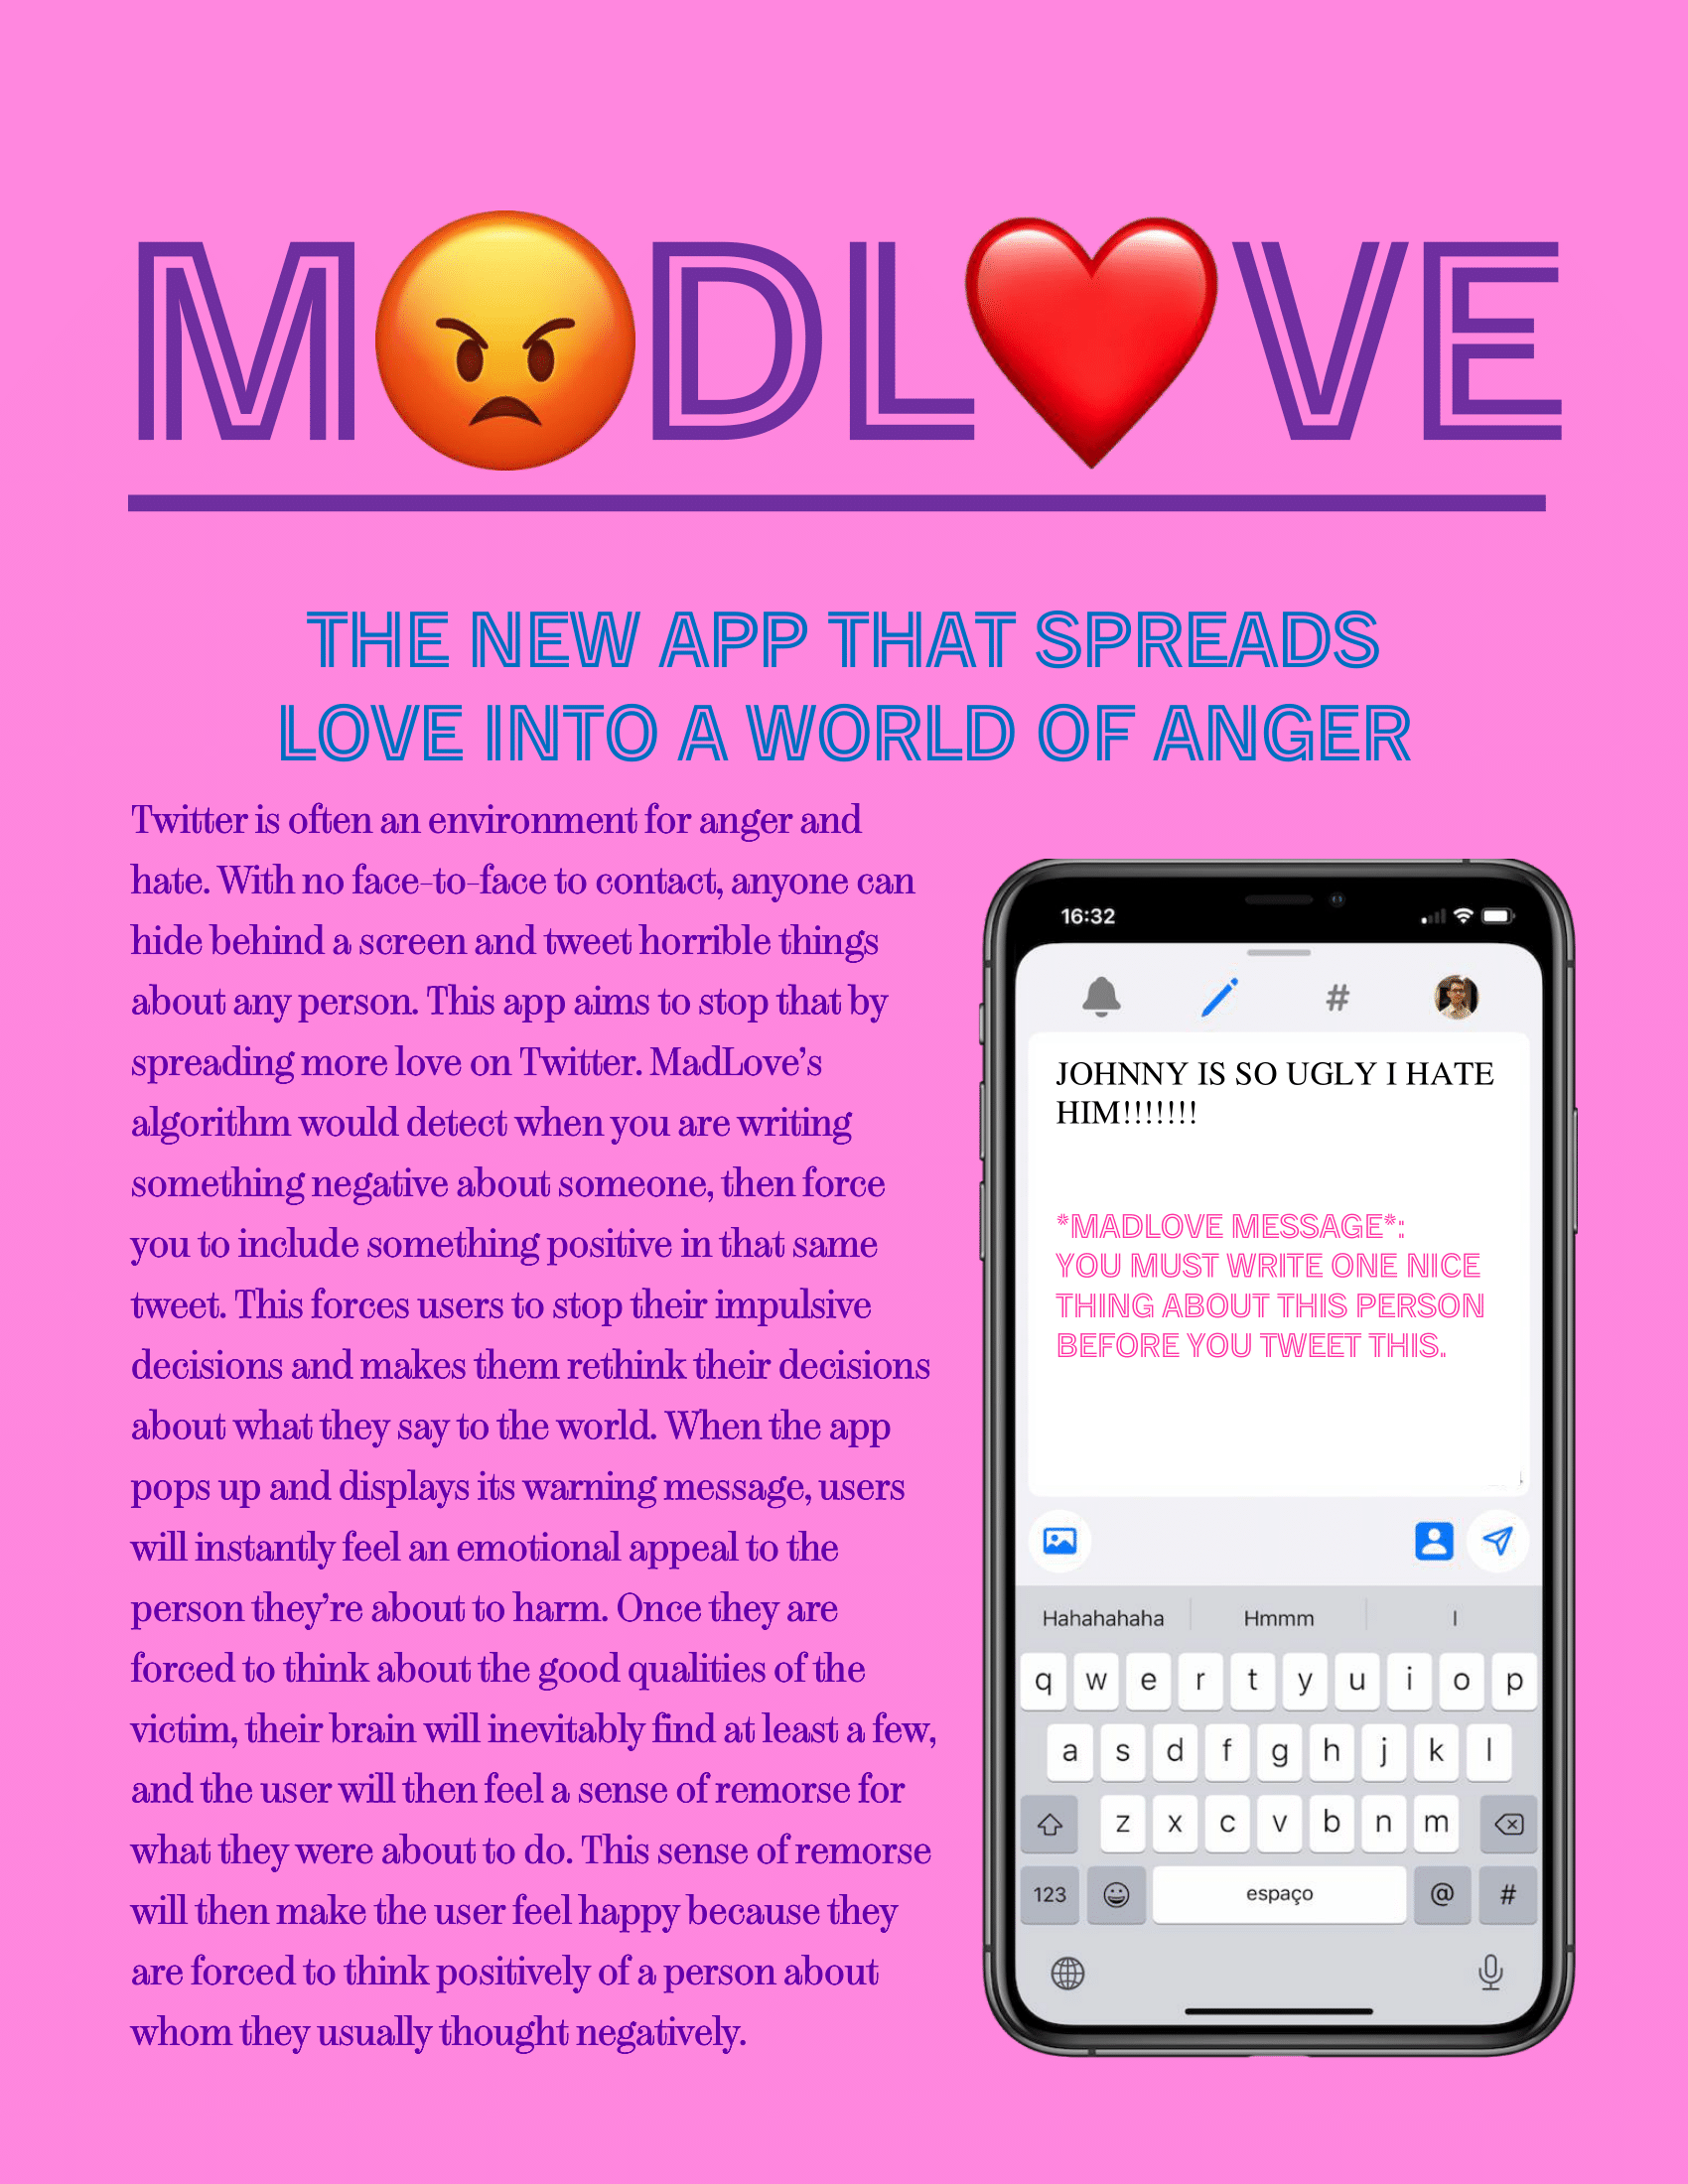 M😡DL❤️VE
THE NEW APP THAT SPREADS
LOVE INTO A WORLD OF ANGER
Twitter is often an environment for anger and
hate. With no face-to-face to contact, anyone can
hide behind a screen and tweet horrible things
about any person. This app aims to stop that by
spreading more love on Twitter. MadLove’s
algorithm would detect when you are writing
something negative about someone, then force
you to include something positive in that same
tweet. This forces users to stop their impulsive
decisions and makes them rethink their decisions
about what they say to the world. When the app
pops up and displays its warning message, users
will instantly feel an emotional appeal to the
person they’re about to harm. Once they are
forced to think about the good qualities of the
victim, their brain will inevitably find at least a few,
and the user will then feel a sense of remorse for
what they were about to do. This sense of remorse
will then make the user feel happy because they
are forced to think positively of a person about
whom they usually thought negatively.
16:32
#
JOHNNY IS SO UGLY I HATE
HIM!!!!!!!
*MADLOVE MESSAGE*:
YOU MUST WRITE ONE NICE
THING ABOUT THIS PERSON
BEFORE YOU TWEET THIS.
Hahahahaha Hmmm I
q w e r t y u i o p
a s d f g h j k l
z x c v b n m
123 espaço @ #